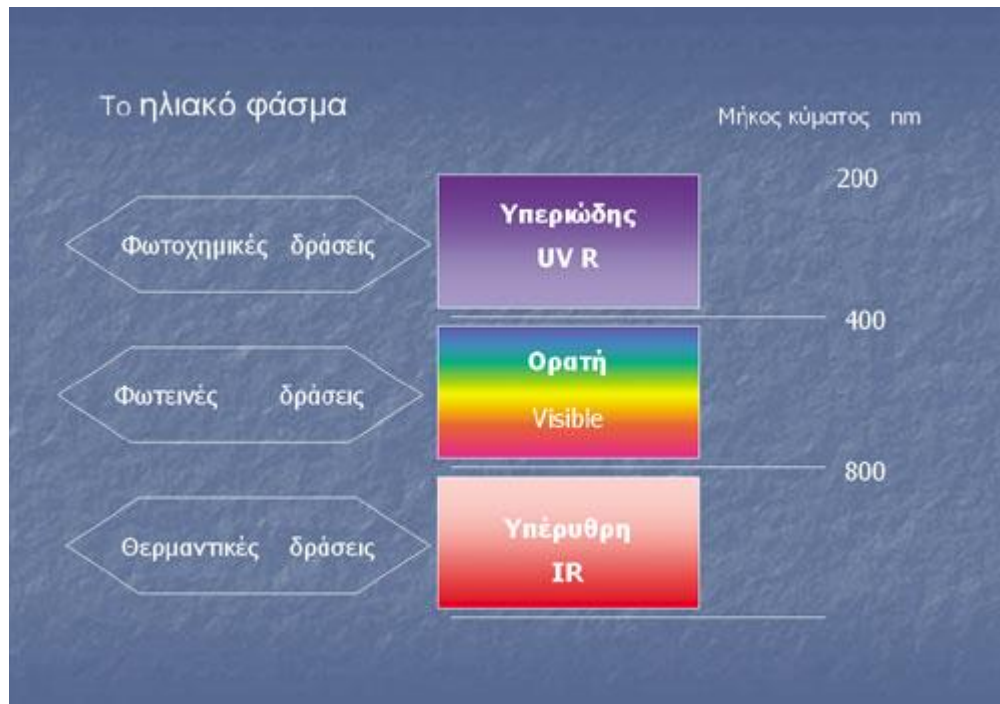 Το ηλιακό φάσμα
Μήκος κύματος nm
200
Φωτοχημικές δράσεις
Υπεριώδης
UV R
400
Φωτεινές δράσεις
Ορατή
Visible
800
Θερμαντικές δράσεις
Υπέρυθρη
IR